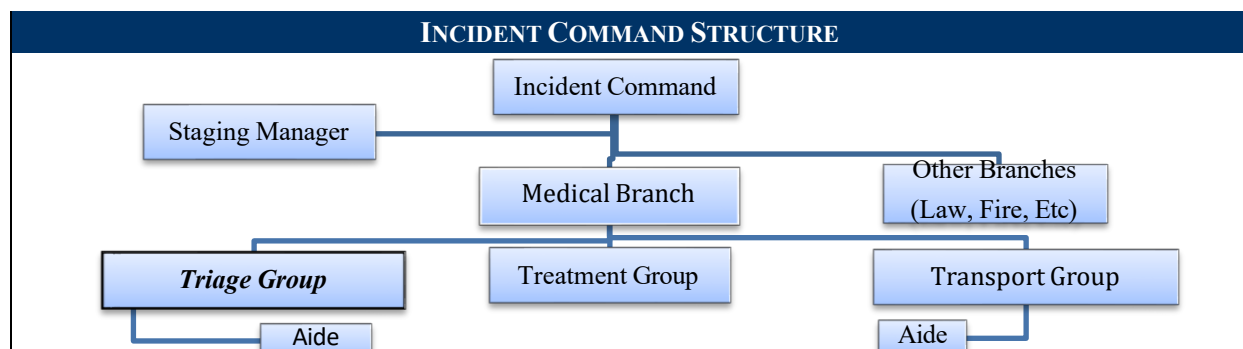 INCIDENT COMMAND STRUCTURE
Incident Command
Staging Manager
Medical Branch
Other Branches
(Law, Fire, Etc)
Triage Group
Treatment Group
Transport Group
Aide
Aide